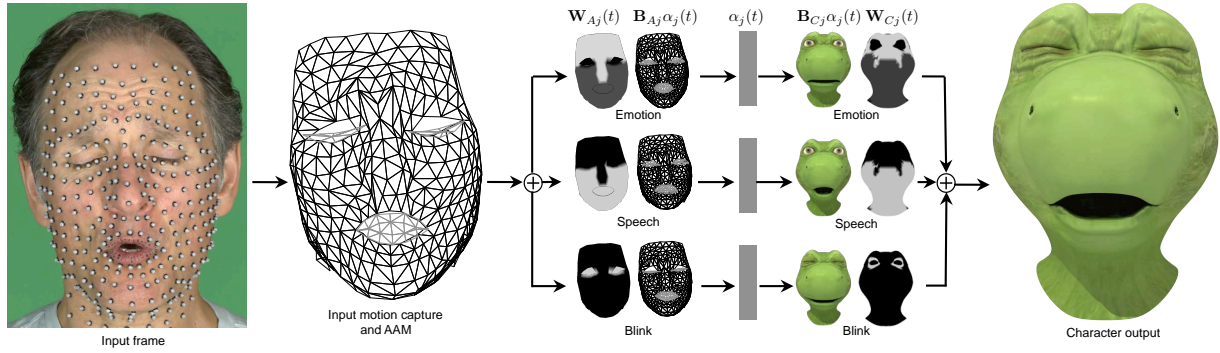 𝐖_{Aj}(t) 𝐁_{Aj}α_j(t) α_j(t) 𝐁_{Cj}α_j(t) 𝐖_{Cj}(t)
Emotion Emotion
Speech Speech
Blink Blink
Input motion capture
and AAM
Input frame
Character output